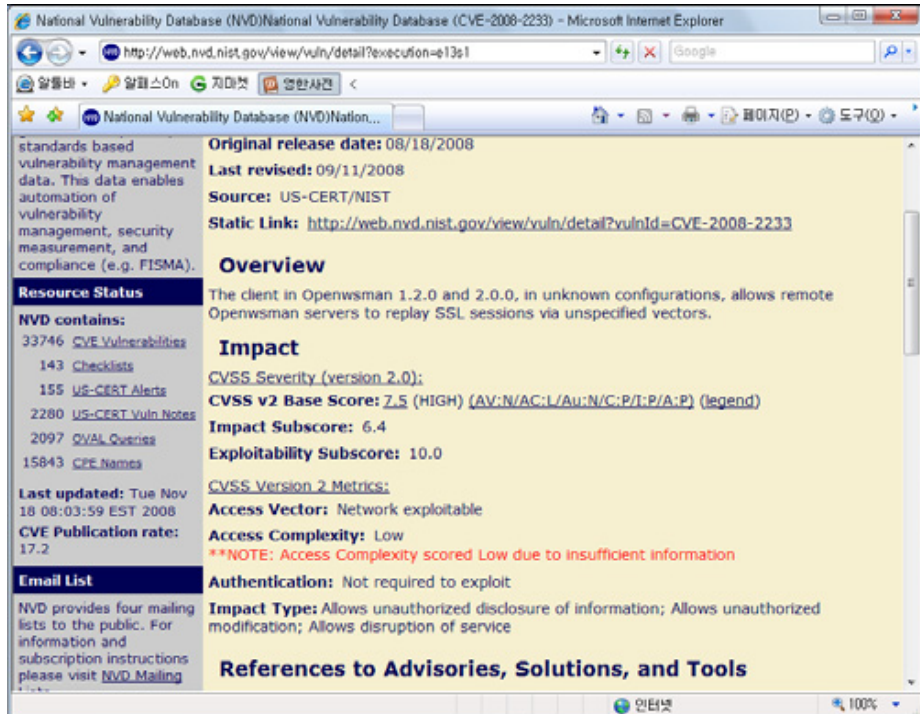 National Vulnerability Database (NVD)National Vulnerability Database (CVE-2008-2233) - Microsoft Internet Explorer
http://web.nvd.nist.gov/view/vuln/detail?execution=e13s1
Google
알툴바
알패스On
지마켓
영한사전
National Vulnerability Database (NVD)Nation...
페이지(P)
도구(O)
standards based
vulnerability management
data. This data enables
automation of
vulnerability
management, security
measurement, and
compliance (e.g. FISMA).
Resource Status
NVD contains:
33746 CVE Vulnerabilities
143 Checklists
155 US-CERT Alerts
2280 US-CERT Vuln Notes
2097 OVAL Queries
15843 CPE Names
Last updated: Tue Nov
18 08:03:59 EST 2008
CVE Publication rate:
17.2
Email List
NVD provides four mailing
lists to the public. For
information and
subscription instructions
please visit NVD Mailing
Original release date: 08/18/2008
Last revised: 09/11/2008
Source: US-CERT/NIST
Static Link: http://web.nvd.nist.gov/view/vuln/detail?vulnId=CVE-2008-2233
Overview
The client in Openwsman 1.2.0 and 2.0.0, in unknown configurations, allows remote
Openwsman servers to replay SSL sessions via unspecified vectors.
Impact
CVSS Severity (version 2.0):
CVSS v2 Base Score: 7.5 (HIGH) (AV:N/AC:L/Au:N/C:P/I:P/A:P) (legend)
Impact Subscore: 6.4
Exploitability Subscore: 10.0
CVSS Version 2 Metrics:
Access Vector: Network exploitable
Access Complexity: Low
**NOTE: Access Complexity scored Low due to insufficient information
Authentication: Not required to exploit
Impact Type: Allows unauthorized disclosure of information; Allows unauthorized
modification; Allows disruption of service
References to Advisories, Solutions, and Tools
인터넷
100%